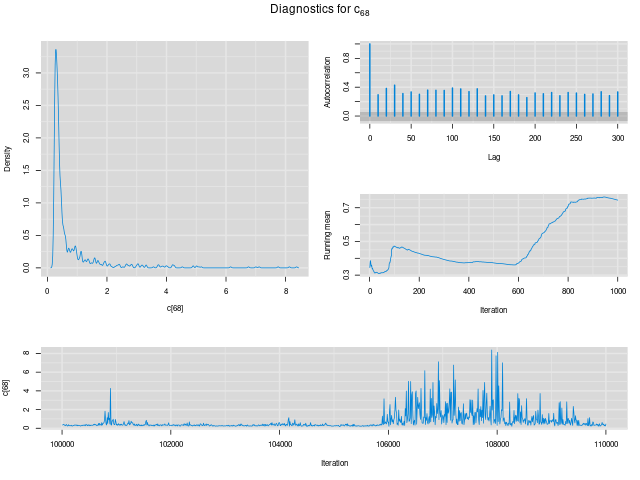 Diagnostics for c68
Density
0.0 0.5 1.0 1.5 2.0 2.5 3.0
0 2 4 6 8
c[68]
Autocorrelation
0.0 0.4 0.8
0 50 100 150 200 250 300
Lag
Running mean
0.3 0.5 0.7
0 200 400 600 800 1000
Iteration
c[68]
0 2 4 6 8
100000 102000 104000 106000 108000 110000
Iteration